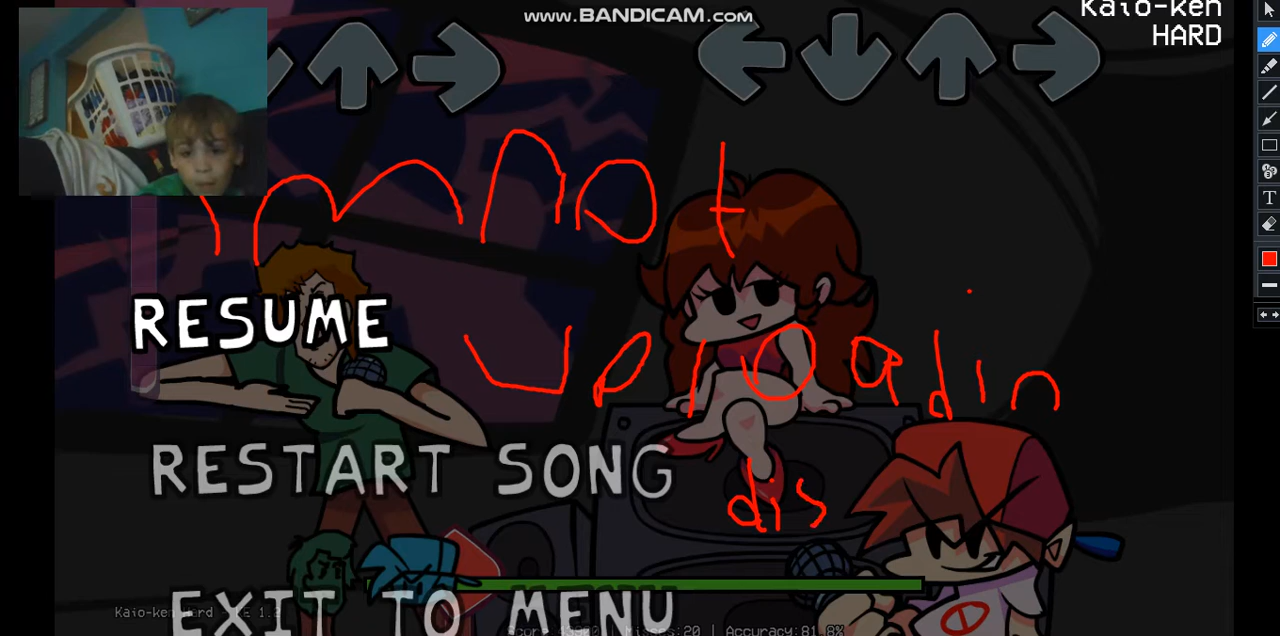 www.BANDICAM.com
Kaio-ken
HARD
im not
RESUME
uploadin
RESTART SONG
dis
EXIT TO MENU